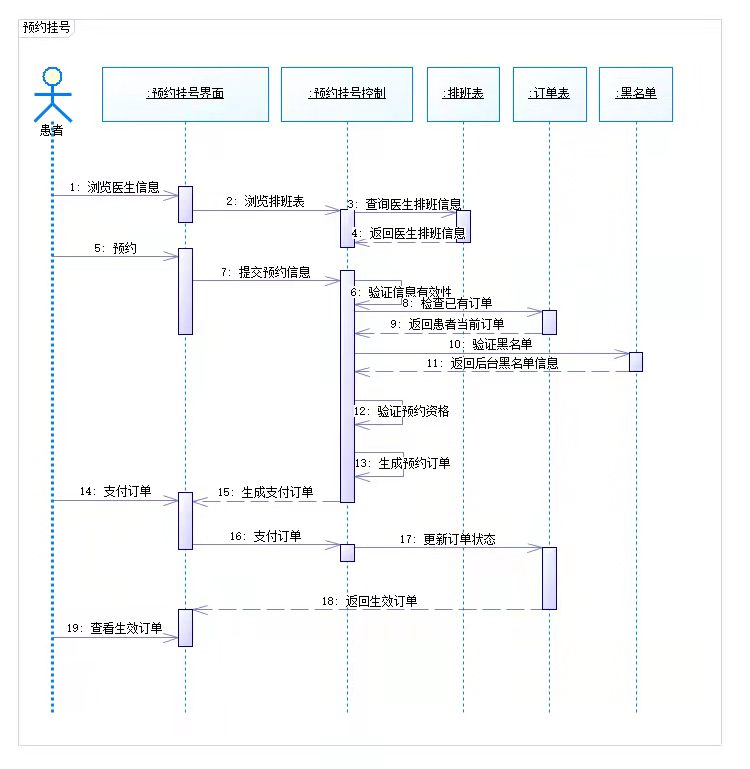 预约挂号
:预约挂号界面
:预约挂号控制
:排班表
:订单表
:黑名单
患者
1: 浏览医生信息
2: 浏览排班表
3: 查询医生排班信息
4: 返回医生排班信息
5: 预约
7: 提交预约信息
6: 验证信息有效性
8: 检查已有订单
9: 返回患者当前订单
10: 验证黑名单
11: 返回后台黑名单信息
12: 验证预约资格
13: 生成预约订单
14: 支付订单
15: 生成支付订单
16: 支付订单
17: 更新订单状态
18: 返回生效订单
19: 查看生效订单